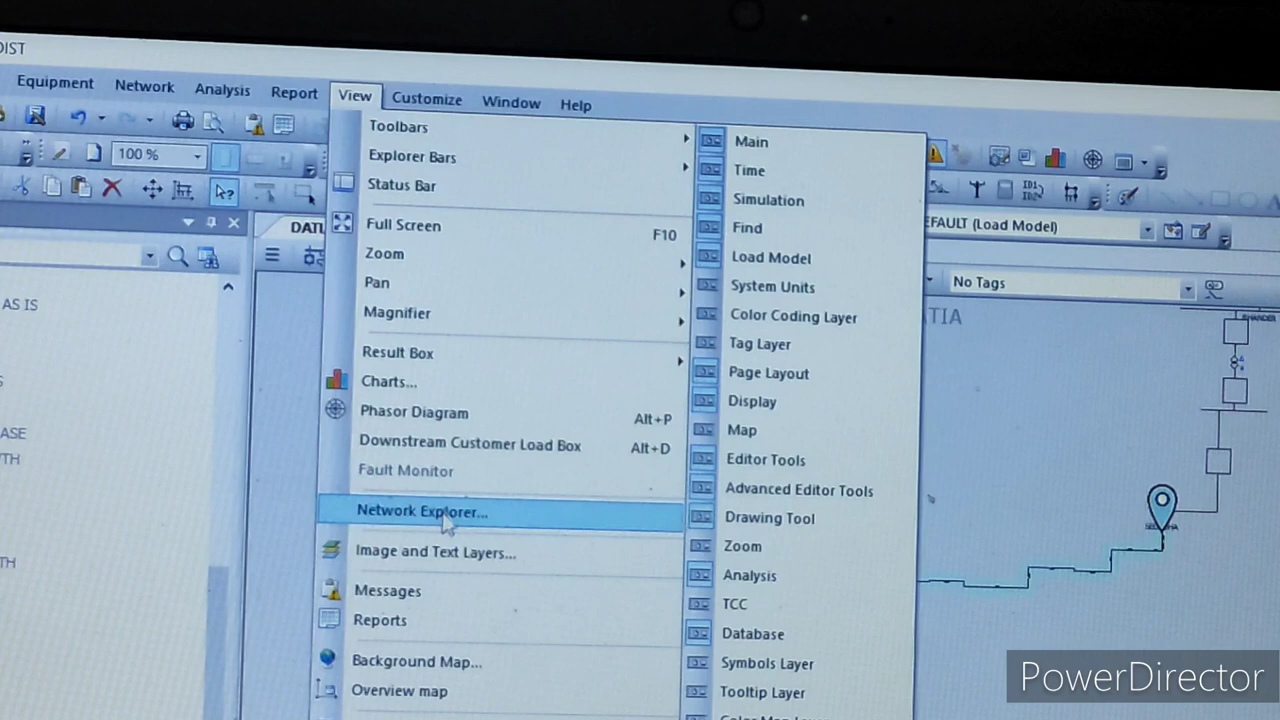 DIST
Equipment Network Analysis Report View Customize Window Help
100 %
DATU
AS IS
ASE
TH
TH
Toolbars
Explorer Bars
Status Bar
Full Screen F10
Zoom
Pan
Magnifier
Result Box
Charts...
Phasor Diagram Alt+P
Downstream Customer Load Box Alt+D
Fault Monitor
Network Explorer...
Image and Text Layers...
Messages
Reports
Background Map...
Overview map
Main
Time
Simulation
Find
Load Model
System Units
Color Coding Layer
Tag Layer
Page Layout
Display
Map
Editor Tools
Advanced Editor Tools
Drawing Tool
Zoom
Analysis
TCC
Database
Symbols Layer
Tooltip Layer
ID1
ID2
EFAULT (Load Model)
No Tags
TIA
PowerDirector